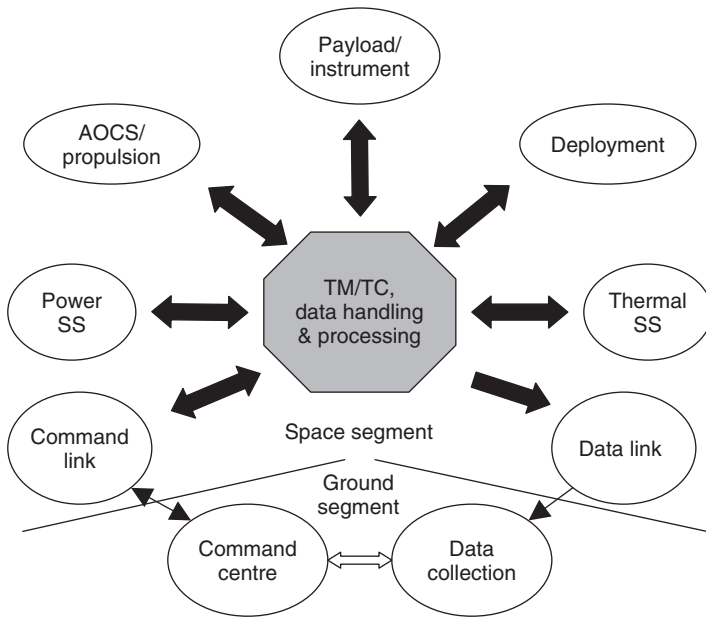 Payload/
instrument
AOCS/
propulsion
Deployment
TM/TC,
data handling
& processing
Power
SS
Thermal
SS
Command
link
Space segment
Data link
Ground
segment
Command
centre
Data
collection